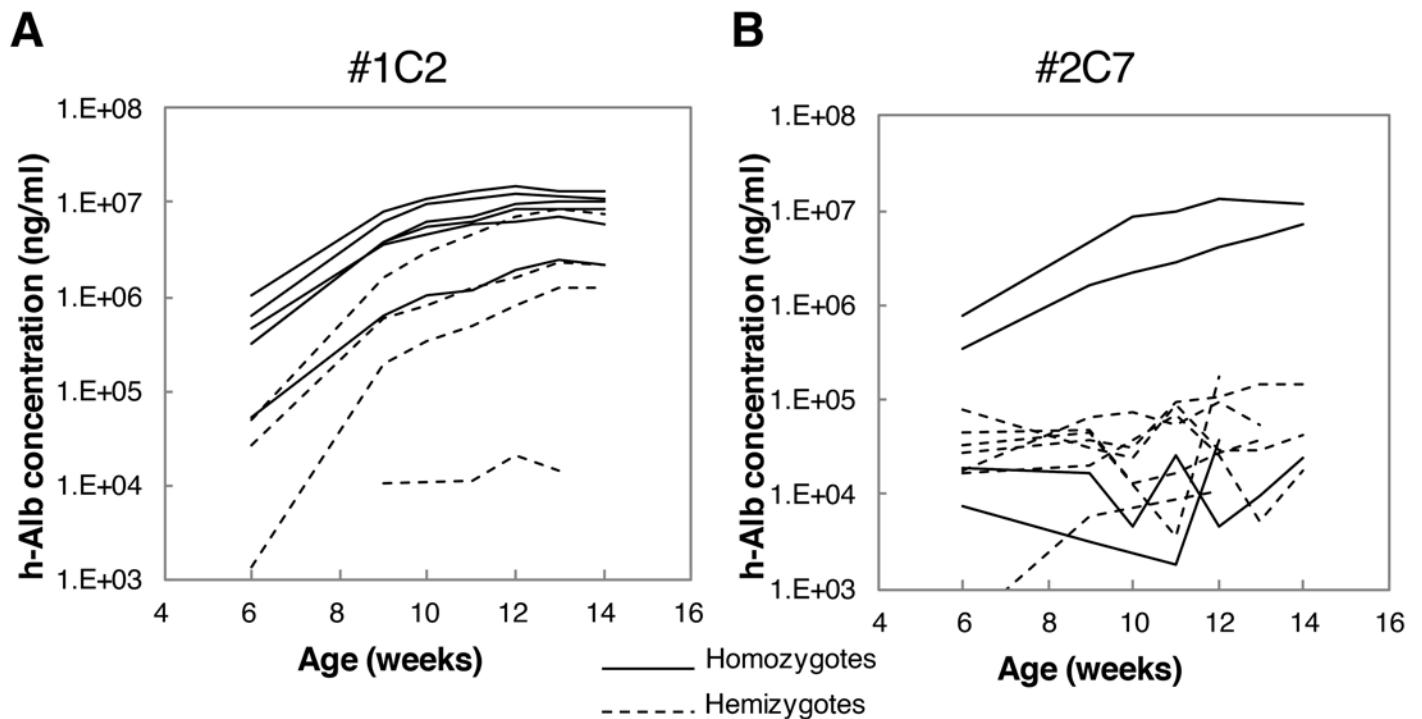 A
#1C2
h-Alb concentration (ng/ml)
1.E+08
1.E+07
1.E+06
1.E+05
1.E+04
1.E+03
4 6 8 10 12 14 16
Age (weeks)
B
#2C7
h-Alb concentration (ng/ml)
1.E+08
1.E+07
1.E+06
1.E+05
1.E+04
1.E+03
4 6 8 10 12 14 16
Age (weeks)
Homozygotes
Hemizygotes